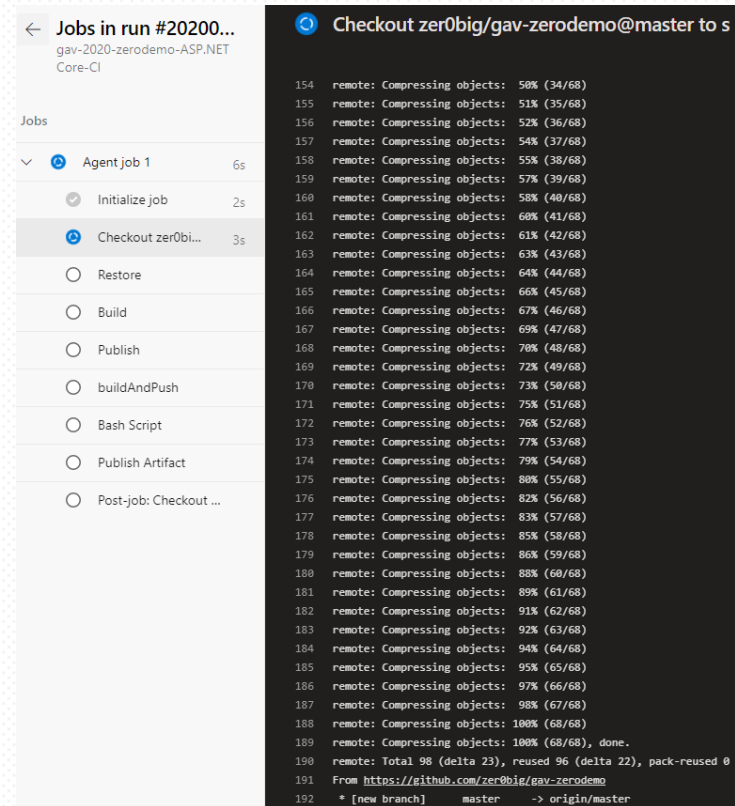 Jobs in run #20200...
gav-2020-zerodemo-ASP.NET
Core-CI
Jobs
Agent job 1 6s
Initialize job 2s
Checkout zer0bi... 3s
Restore
Build
Publish
buildAndPush
Bash Script
Publish Artifact
Post-job: Checkout ...
Checkout zer0big/gav-zerodemo@master to s
154 remote: Compressing objects: 50% (34/68)
155 remote: Compressing objects: 51% (35/68)
156 remote: Compressing objects: 52% (36/68)
157 remote: Compressing objects: 54% (37/68)
158 remote: Compressing objects: 55% (38/68)
159 remote: Compressing objects: 57% (39/68)
160 remote: Compressing objects: 58% (40/68)
161 remote: Compressing objects: 60% (41/68)
162 remote: Compressing objects: 61% (42/68)
163 remote: Compressing objects: 63% (43/68)
164 remote: Compressing objects: 64% (44/68)
165 remote: Compressing objects: 66% (45/68)
166 remote: Compressing objects: 67% (46/68)
167 remote: Compressing objects: 69% (47/68)
168 remote: Compressing objects: 70% (48/68)
169 remote: Compressing objects: 72% (49/68)
170 remote: Compressing objects: 73% (50/68)
171 remote: Compressing objects: 75% (51/68)
172 remote: Compressing objects: 76% (52/68)
173 remote: Compressing objects: 77% (53/68)
174 remote: Compressing objects: 79% (54/68)
175 remote: Compressing objects: 80% (55/68)
176 remote: Compressing objects: 82% (56/68)
177 remote: Compressing objects: 83% (57/68)
178 remote: Compressing objects: 85% (58/68)
179 remote: Compressing objects: 86% (59/68)
180 remote: Compressing objects: 88% (60/68)
181 remote: Compressing objects: 89% (61/68)
182 remote: Compressing objects: 91% (62/68)
183 remote: Compressing objects: 92% (63/68)
184 remote: Compressing objects: 94% (64/68)
185 remote: Compressing objects: 95% (65/68)
186 remote: Compressing objects: 97% (66/68)
187 remote: Compressing objects: 98% (67/68)
188 remote: Compressing objects: 100% (68/68)
189 remote: Compressing objects: 100% (68/68), done.
190 remote: Total 98 (delta 23), reused 96 (delta 22), pack-reused 0
191 From https://github.com/zer0big/gav-zerodemo
192 * [new branch] master -> origin/master